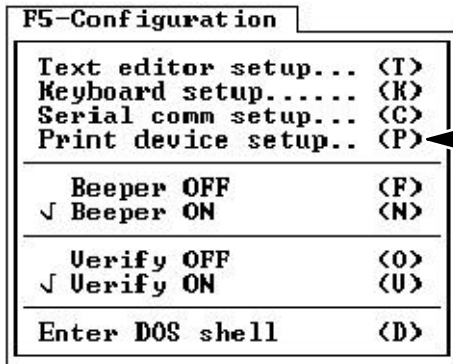 F5-Configuration
Text editor setup... (T)
Keyboard setup...... (K)
Serial comm setup... (C)
Print device setup.. (P)
Beeper OFF (F)
√ Beeper ON (N)
Verify OFF (O)
√ Verify ON (V)
Enter DOS shell (D)